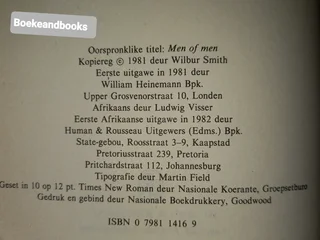 Boekeandbooks
Oorspronklike titel: Men of men
Kopiereg © 1981 deur Wilbur Smith
Eerste uitgawe in 1981 deur
William Heinemann Bpk.
Upper Grosvenorstraat 10, Londen
Afrikaans deur Ludwig Visser
Eerste Afrikaanse uitgawe in 1982 deur
Human & Rousseau Uitgewers (Edms.) Bpk.
State-gebou, Roosstraat 3–9, Kaapstad
Pretoriusstraat 239, Pretoria
Pritchardstraat 112, Johannesburg
Tipografie deur Martin Field
Geset in 10 op 12 pt. Times New Roman deur Nasionale Koerante, Groepsethune
Gedruk en gebind deur Nasionale Boekdrukkery, Goodwood
ISBN 0 7981 1416 9